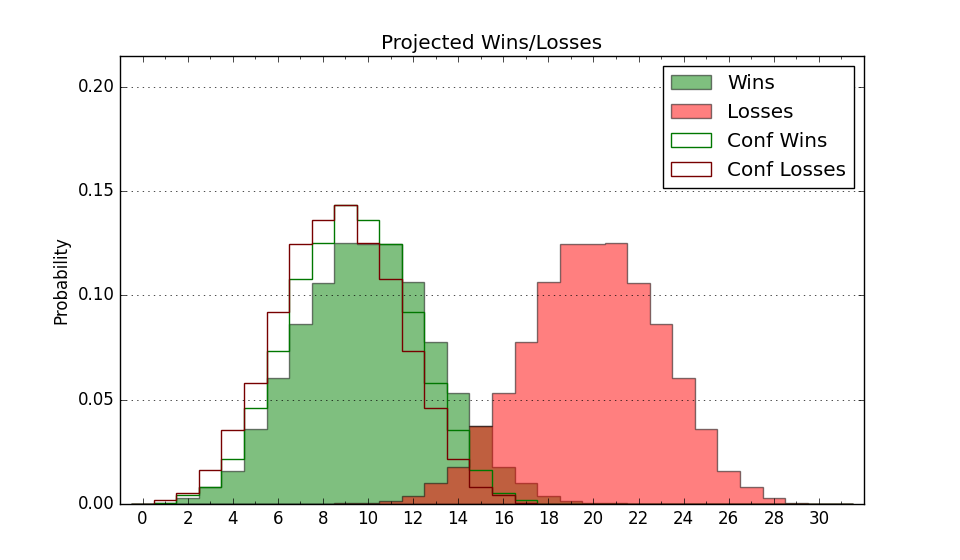 Projected Wins/Losses
Wins
Losses
Conf Wins
Conf Losses
Probability
0.20
0.15
0.10
0.05
0.00
0 2 4 6 8 10 12 14 16 18 20 22 24 26 28 30